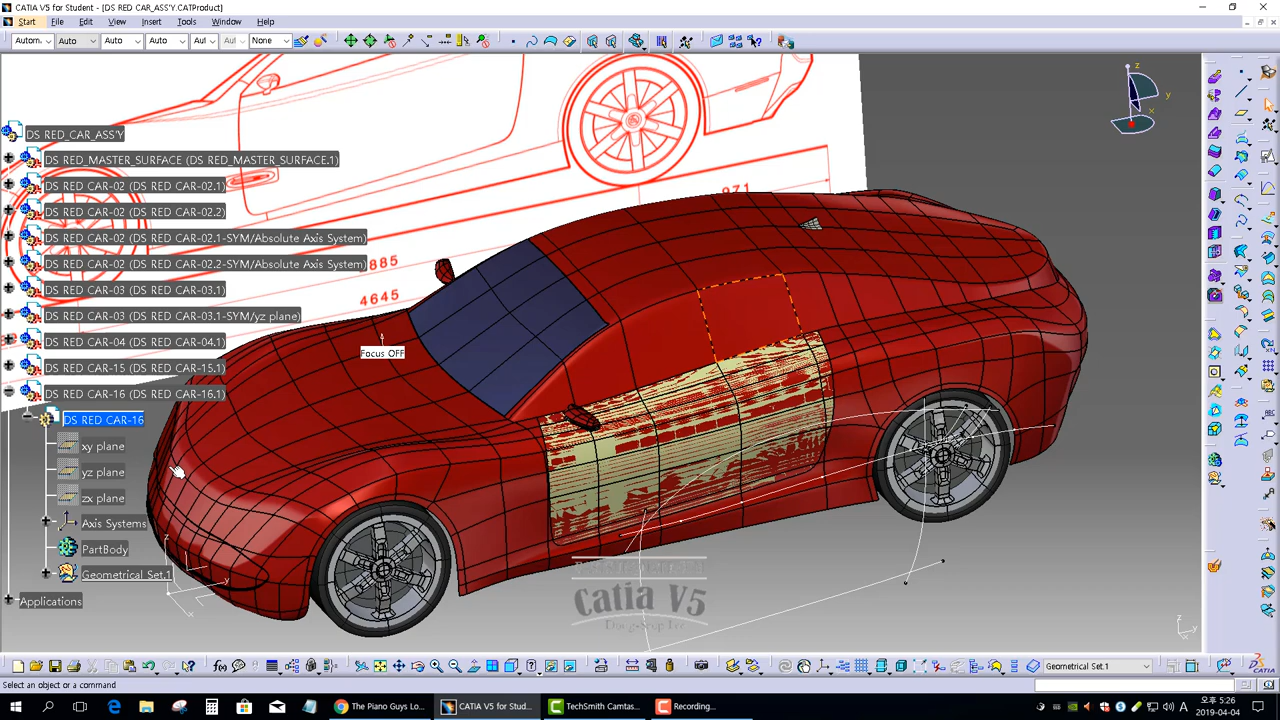 CATIA V5 for Student - [DS RED CAR_ASS'Y.CATProduct]
Start File Edit View Insert Tools Window Help
Autom. Auto Auto Auto Aut Aut None
DS RED_CAR_ASS'Y
DS RED_MASTER_SURFACE (DS RED_MASTER_SURFACE.1)
DS RED CAR-02 (DS RED CAR-02.1)
DS RED CAR-02 (DS RED CAR-02.2)
DS RED CAR-02 (DS RED CAR-02.1-SYM/Absolute Axis System)
DS RED CAR-02 (DS RED CAR-02.2-SYM/Absolute Axis System)
DS RED CAR-03 (DS RED CAR-03.1)
DS RED CAR-03 (DS RED CAR-03.1-SYM/yz plane)
DS RED CAR-04 (DS RED CAR-04.1)
DS RED CAR-15 (DS RED CAR-15.1)
DS RED CAR-16 (DS RED CAR-16.1)
DS RED CAR-16
xy plane
yz plane
zx plane
Axis Systems
PartBody
Geometrical Set.1
Applications
971
885
4645
Focus OFF
z
y
x
z
y
x
Catia V5
z
y
x
Geometrical Set.1
CATIA
Select an object or a command
The Piano Guys Lo...
CATIA V5 for Stud...
TechSmith Camtas...
Recording...
A
오후 5:26
2019-04-04